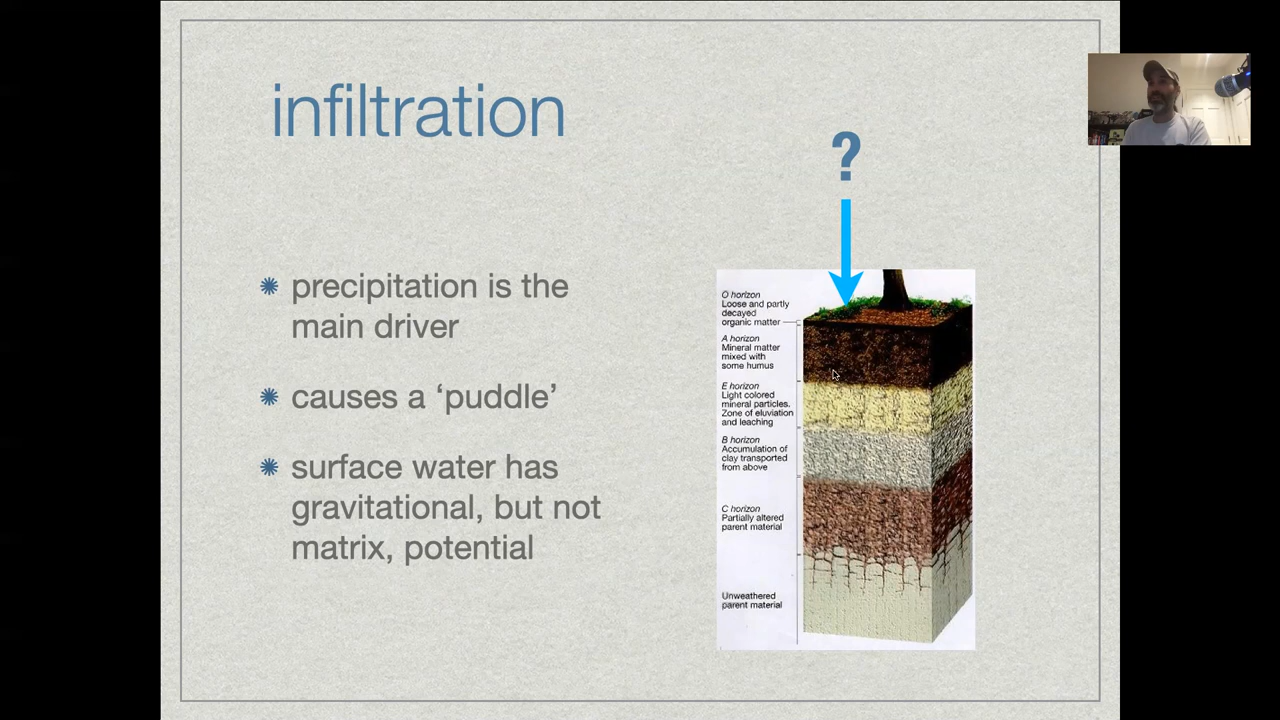 infiltration
?
precipitation is the
main driver
causes a ‘puddle’
surface water has
gravitational, but not
matrix, potential
O horizon
Loose and partly
decayed
organic matter
A horizon
Mineral matter
mixed with
some humus
E horizon
Light colored
mineral particles.
Zone of eluviation
and leaching
B horizon
Accumulation of
clay transported
from above
C horizon
Partially altered
parent material
Unweathered
parent material